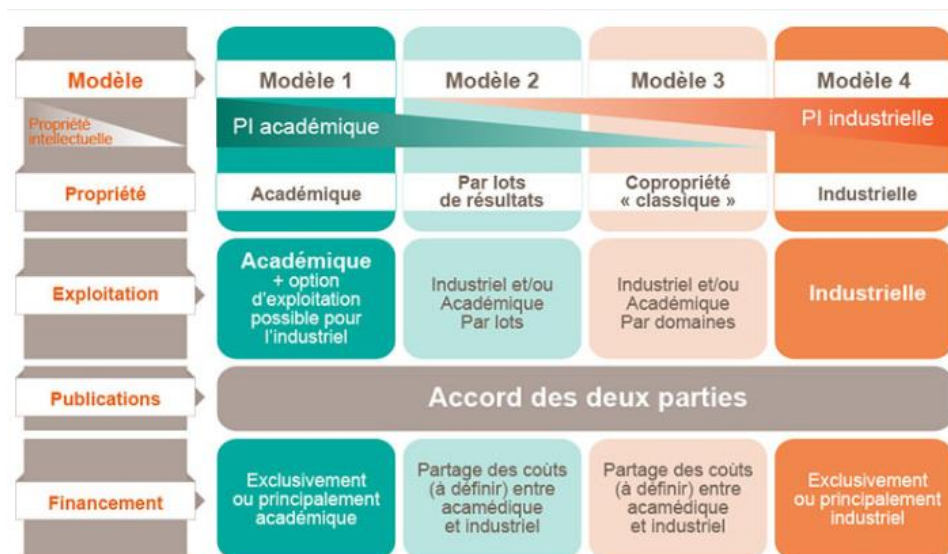 Modèle
Modèle 1
Modèle 2
Modèle 3
Modèle 4
Propriété
intellectuelle
PI académique
PI industrielle
Propriété
Académique
Par lots
de résultats
Copropriété
« classique »
Industrielle
Exploitation
Académique
+ option
d'exploitation
possible pour
l'industriel
Industriel et/ou
Académique
Par lots
Industriel et/ou
Académique
Par domaines
Industrielle
Publications
Accord des deux parties
Financement
Exclusivement
ou principalement
académique
Partage des coûts
(à définir) entre
acamédique
et industriel
Partage des coûts
(à définir) entre
acamédique
et industriel
Exclusivement
ou principalement
industriel